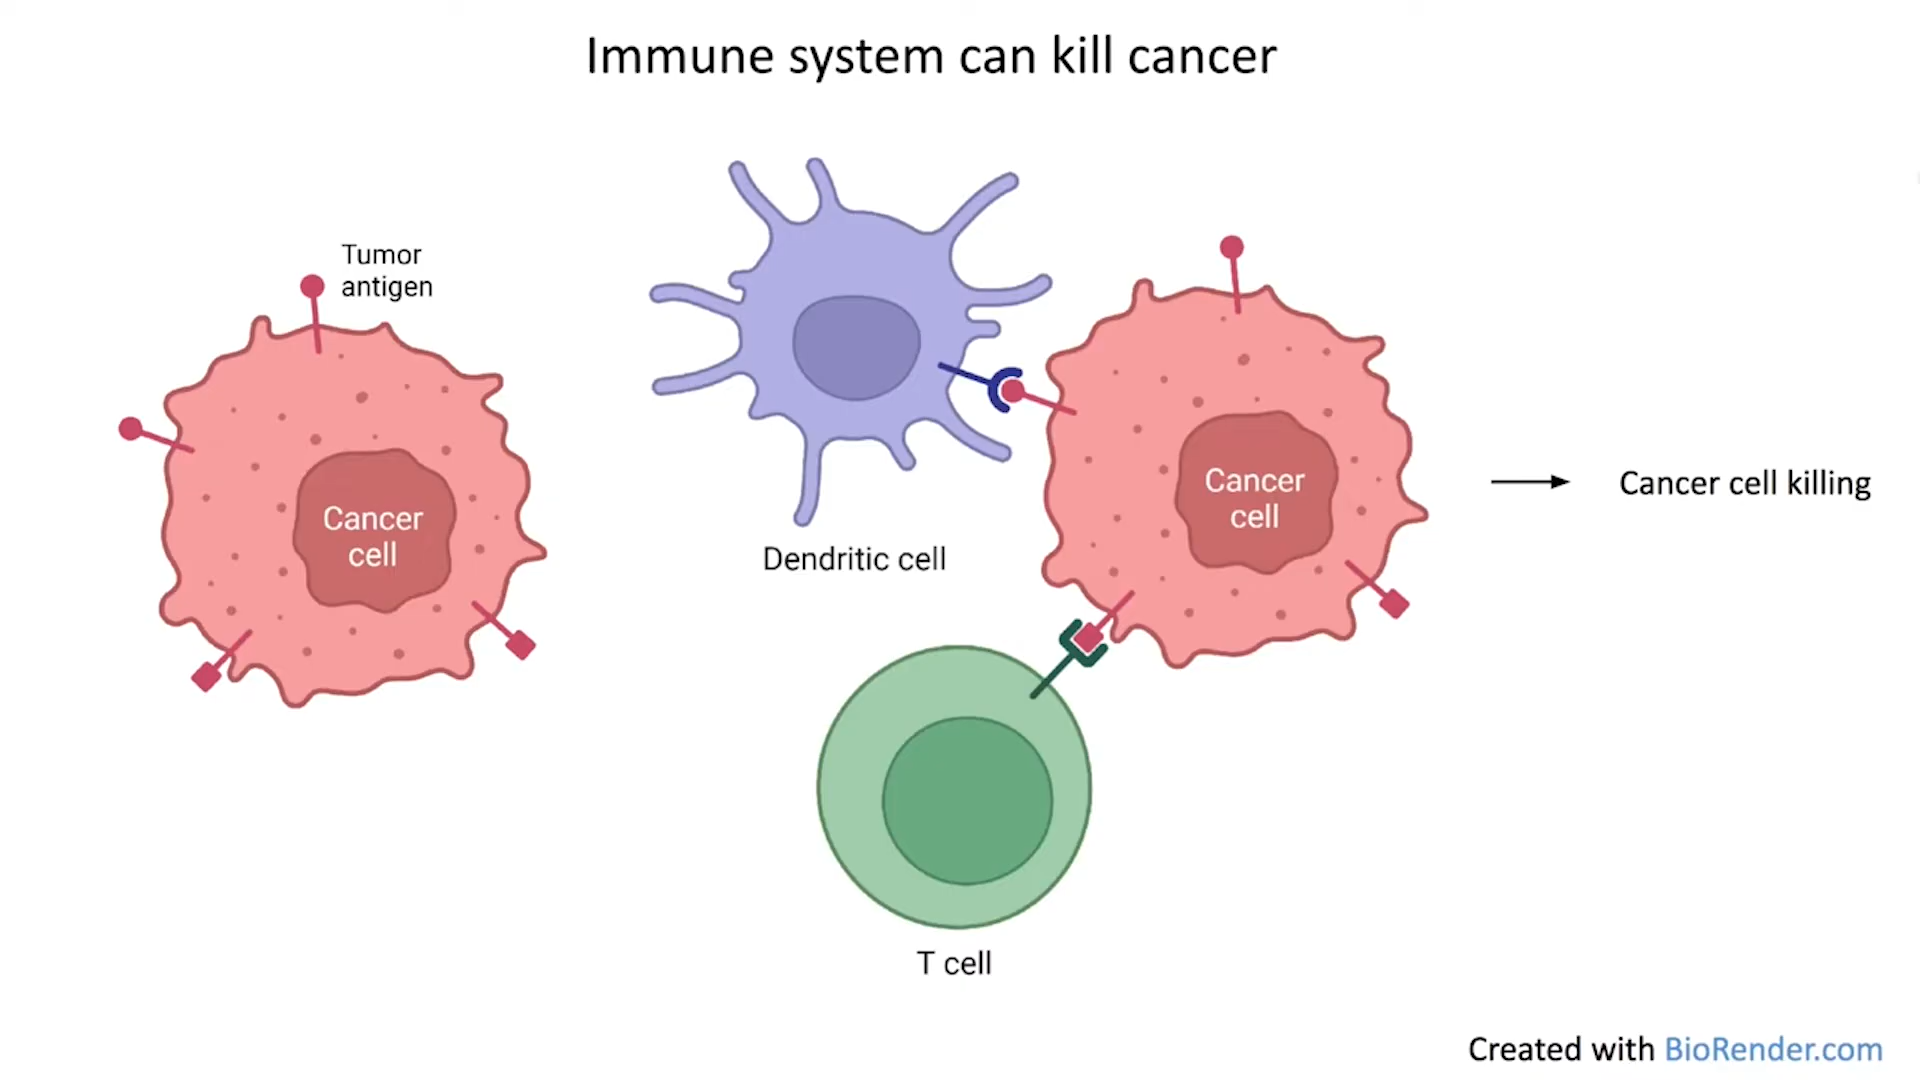 Immune system can kill cancer
Tumor
antigen
Cancer
cell
Dendritic cell
Cancer
cell
Cancer cell killing
T cell
Created with BioRender.com